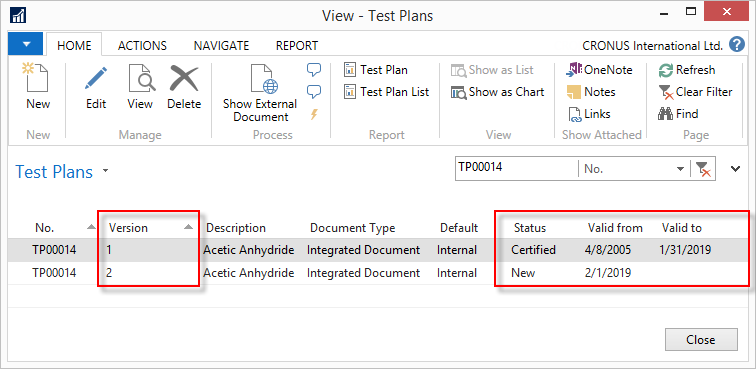 View - Test Plans
HOME ACTIONS NAVIGATE REPORT CRONUS International Ltd. ?
New Edit View Delete Show External Document Test Plan Test Plan List Show as List Show as Chart OneNote Notes Links Refresh Clear Filter Find
New Manage Process Report View Show Attached Page
Test Plans TP00014 No.
No. Version Description Document Type Default Status Valid from Valid to
TP00014 1 Acetic Anhydride Integrated Document Internal Certified 4/8/2005 1/31/2019
TP00014 2 Acetic Anhydride Integrated Document Internal New 2/1/2019
Close